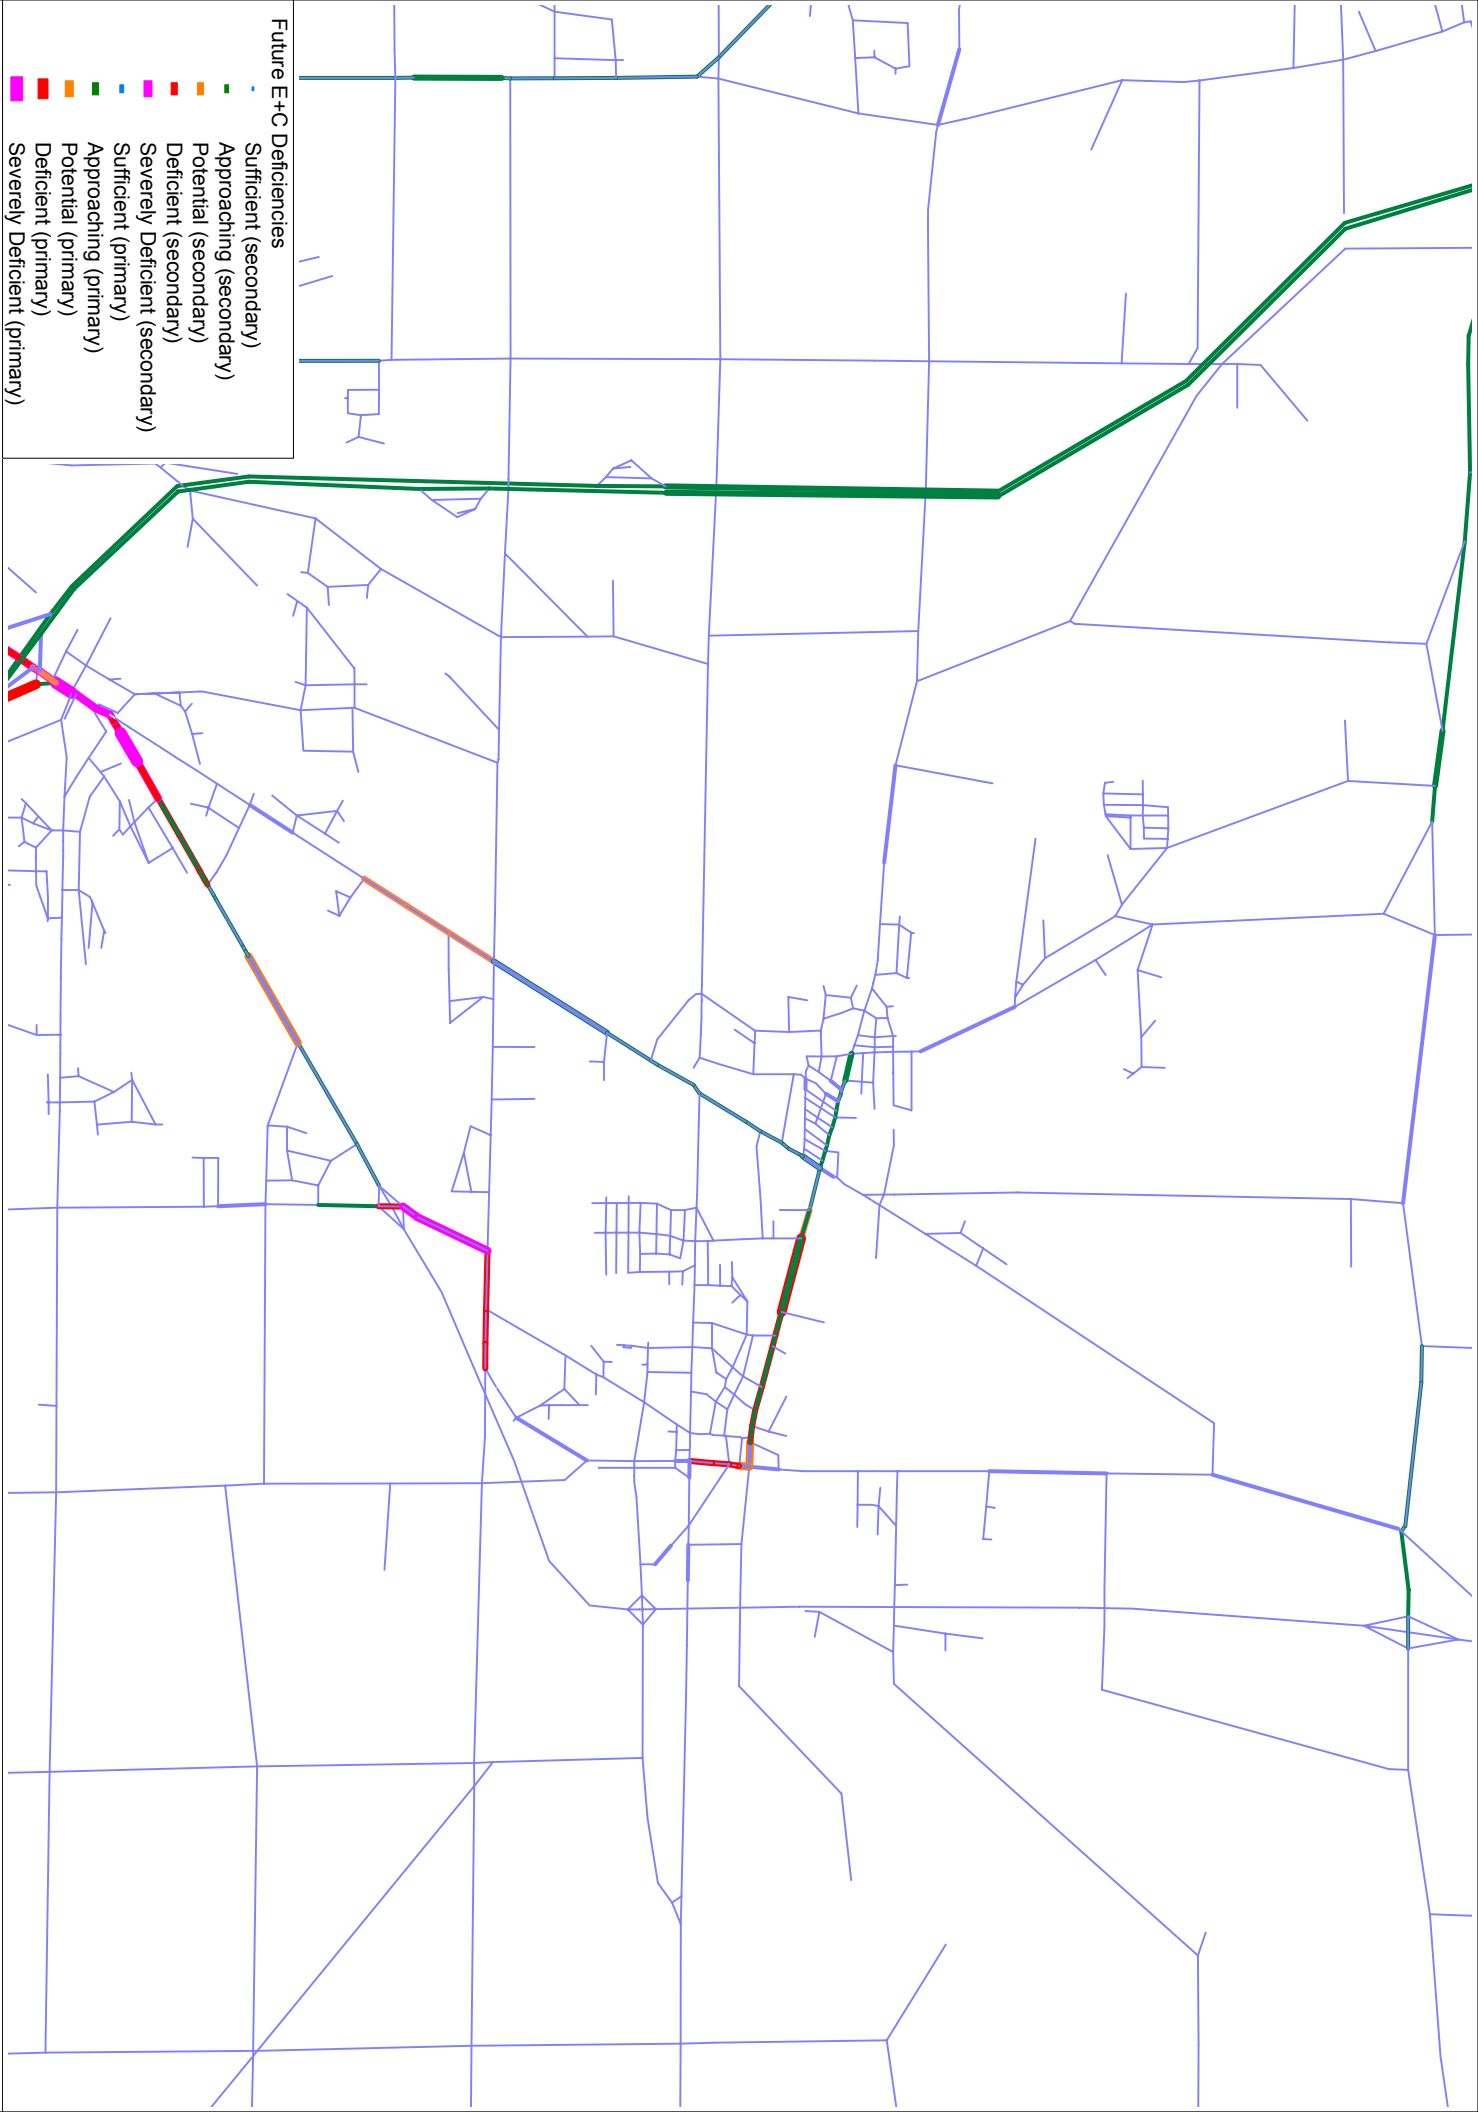 Future E+C Deficiencies
Sufficient (secondary)
Approaching (secondary)
Potential (secondary)
Deficient (secondary)
Severely Deficient (secondary)
Sufficient (primary)
Approaching (primary)
Potential (primary)
Deficient (primary)
Severely Deficient (primary)